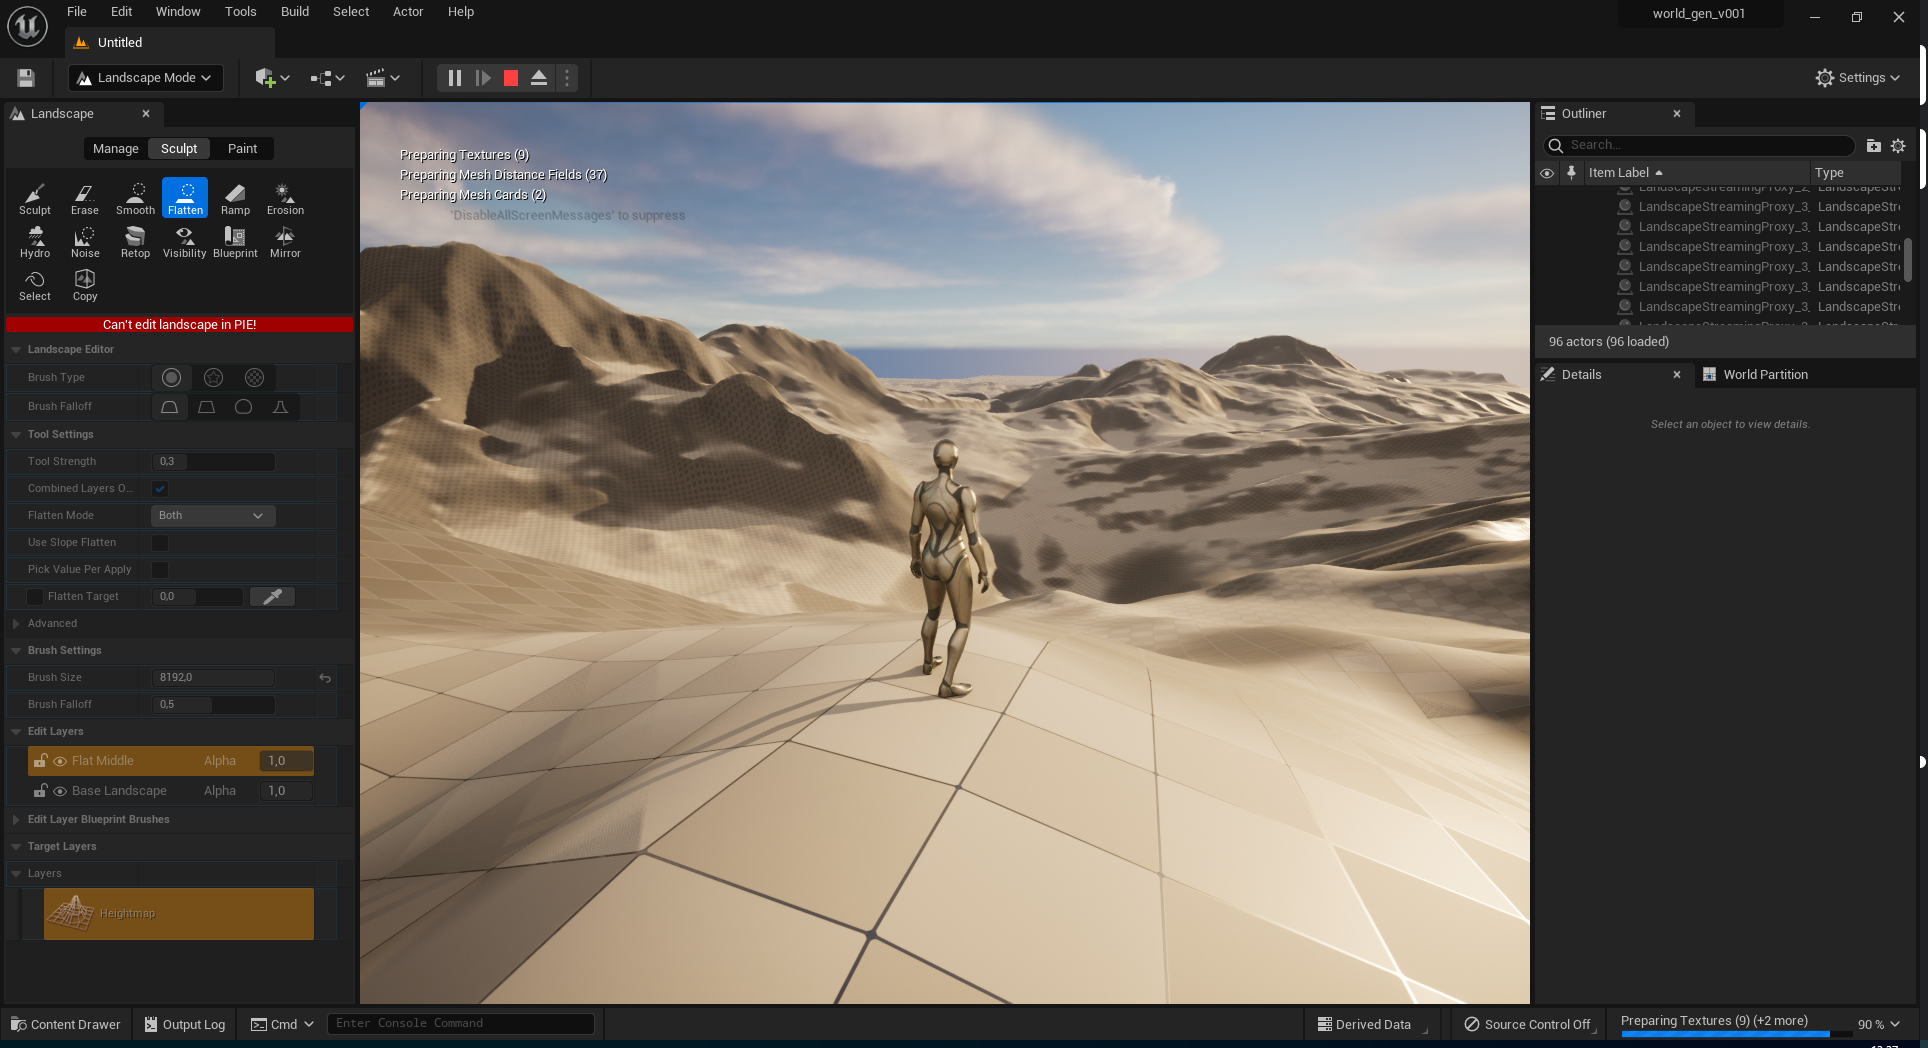 File Edit Window Tools Build Select Actor Help
world_gen_v001
Untitled
Landscape Mode
Settings
Landscape
Manage Sculpt Paint
Sculpt Erase Smooth Flatten Ramp Erosion
Hydro Noise Retop Visibility Blueprint Mirror
Select Copy
Can't edit landscape in PIE!
Landscape Editor
Brush Type
Brush Falloff
Tool Settings
Tool Strength 0,3
Combined Layers O...
Flatten Mode Both
Use Slope Flatten
Pick Value Per Apply
Flatten Target 0,0
Advanced
Brush Settings
Brush Size 8192,0
Brush Falloff 0,5
Edit Layers
Flat Middle Alpha 1,0
Base Landscape Alpha 1,0
Edit Layer Blueprint Brushes
Target Layers
Layers
Heightmap
Preparing Textures (9)
Preparing Mesh Distance Fields (37)
Preparing Mesh Cards (2)
'DisableAllScreenMessages' to suppress
Outliner
Search...
Item Label Type
LandscapeStreamingProxy_3_ LandscapeStr
LandscapeStreamingProxy_3_ LandscapeStr
LandscapeStreamingProxy_3_ LandscapeStr
LandscapeStreamingProxy_3_ LandscapeStr
LandscapeStreamingProxy_3_ LandscapeStr
LandscapeStreamingProxy_3_ LandscapeStr
96 actors (96 loaded)
Details World Partition
Select an object to view details.
Content Drawer Output Log Cmd Enter Console Command
Derived Data Source Control Off Preparing Textures (9) (+2 more) 90 %